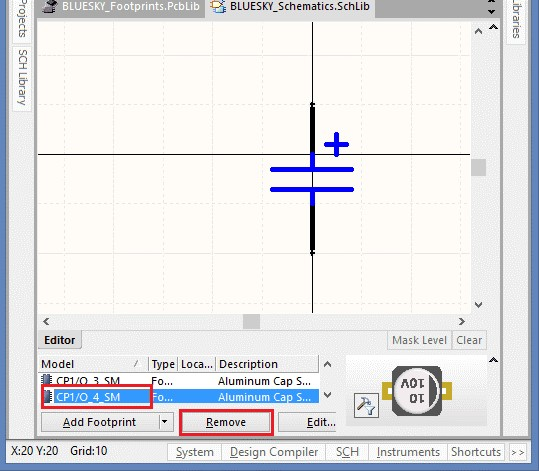 BLUESKY_Footprints.PcbLib
BLUESKY_Schematics.SchLib
Projects
SCH Library
Libraries
Editor
Mask Level
Clear
Model
Type
Loca...
Description
CP1/O_3_SM
Fo...
Aluminum Cap S...
CP1/O_4_SM
Fo...
Aluminum Cap S...
10
10V
Add Footprint
Remove
Edit...
X:20 Y:20 Grid:10
System
Design Compiler
SCH
Instruments
Shortcuts
>>